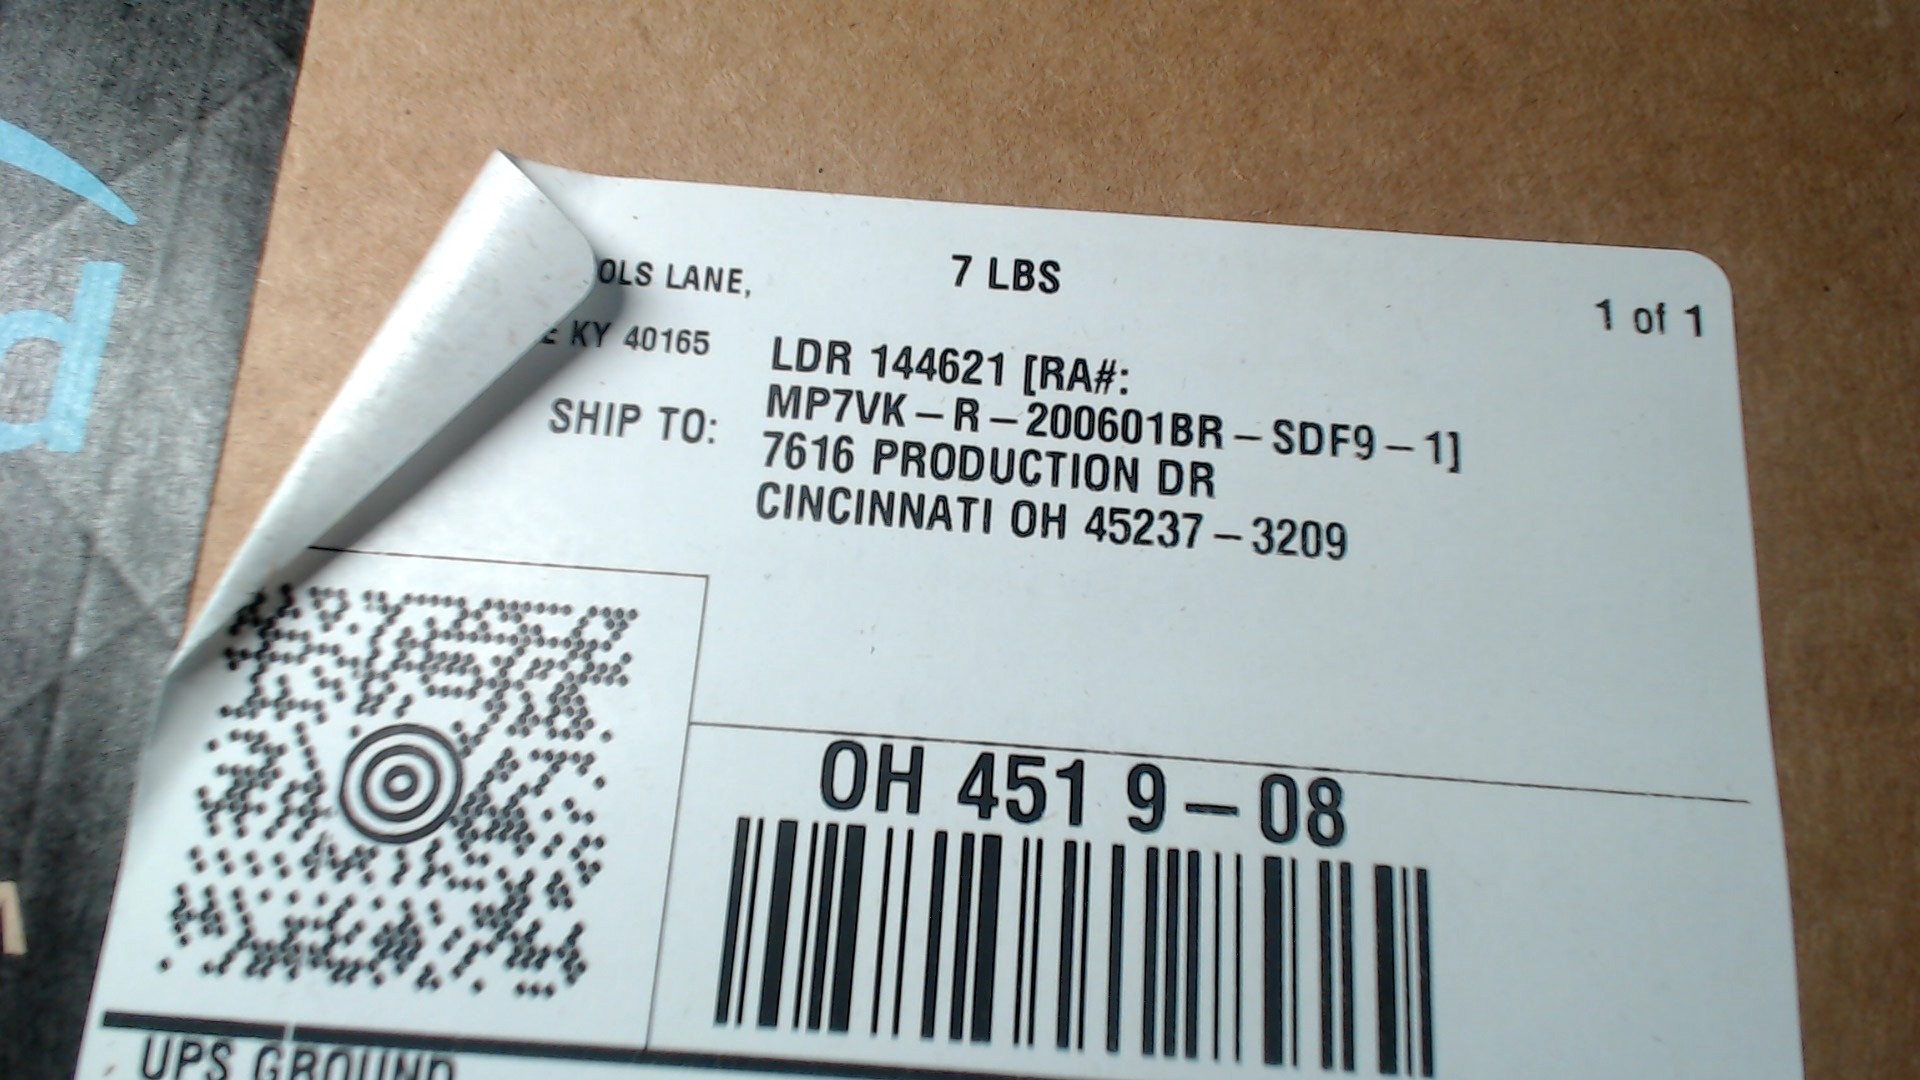 OLS LANE,
7 LBS
1 of 1
KY 40165
LDR 144621 [RA#:
MP7VK-R-200601BR-SDF9-1]
SHIP TO:
7616 PRODUCTION DR
CINCINNATI OH 45237-3209
OH 451 9-08
UPS GROUND
d